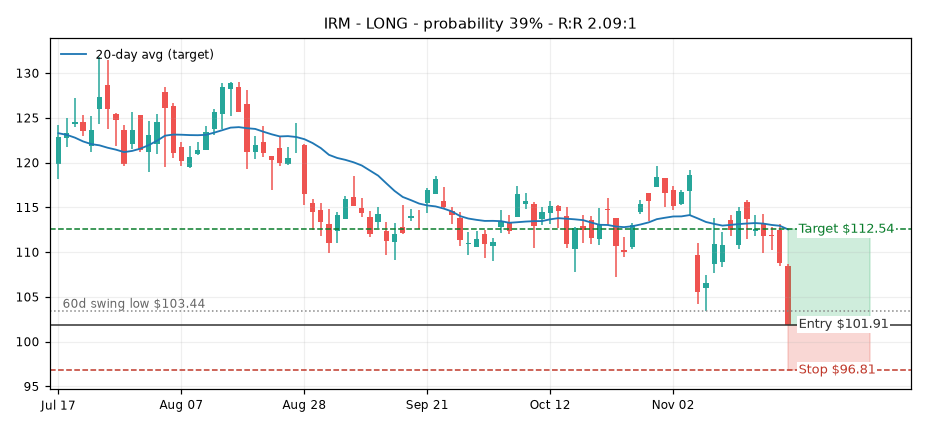 IRM - LONG - probability 39% - R:R 2.09:1
20-day avg (target)
130
125
120
115
110
105
100
95
Target $112.54
60d swing low $103.44
Entry $101.91
Stop $96.81
Jul 17
Aug 07
Aug 28
Sep 21
Oct 12
Nov 02